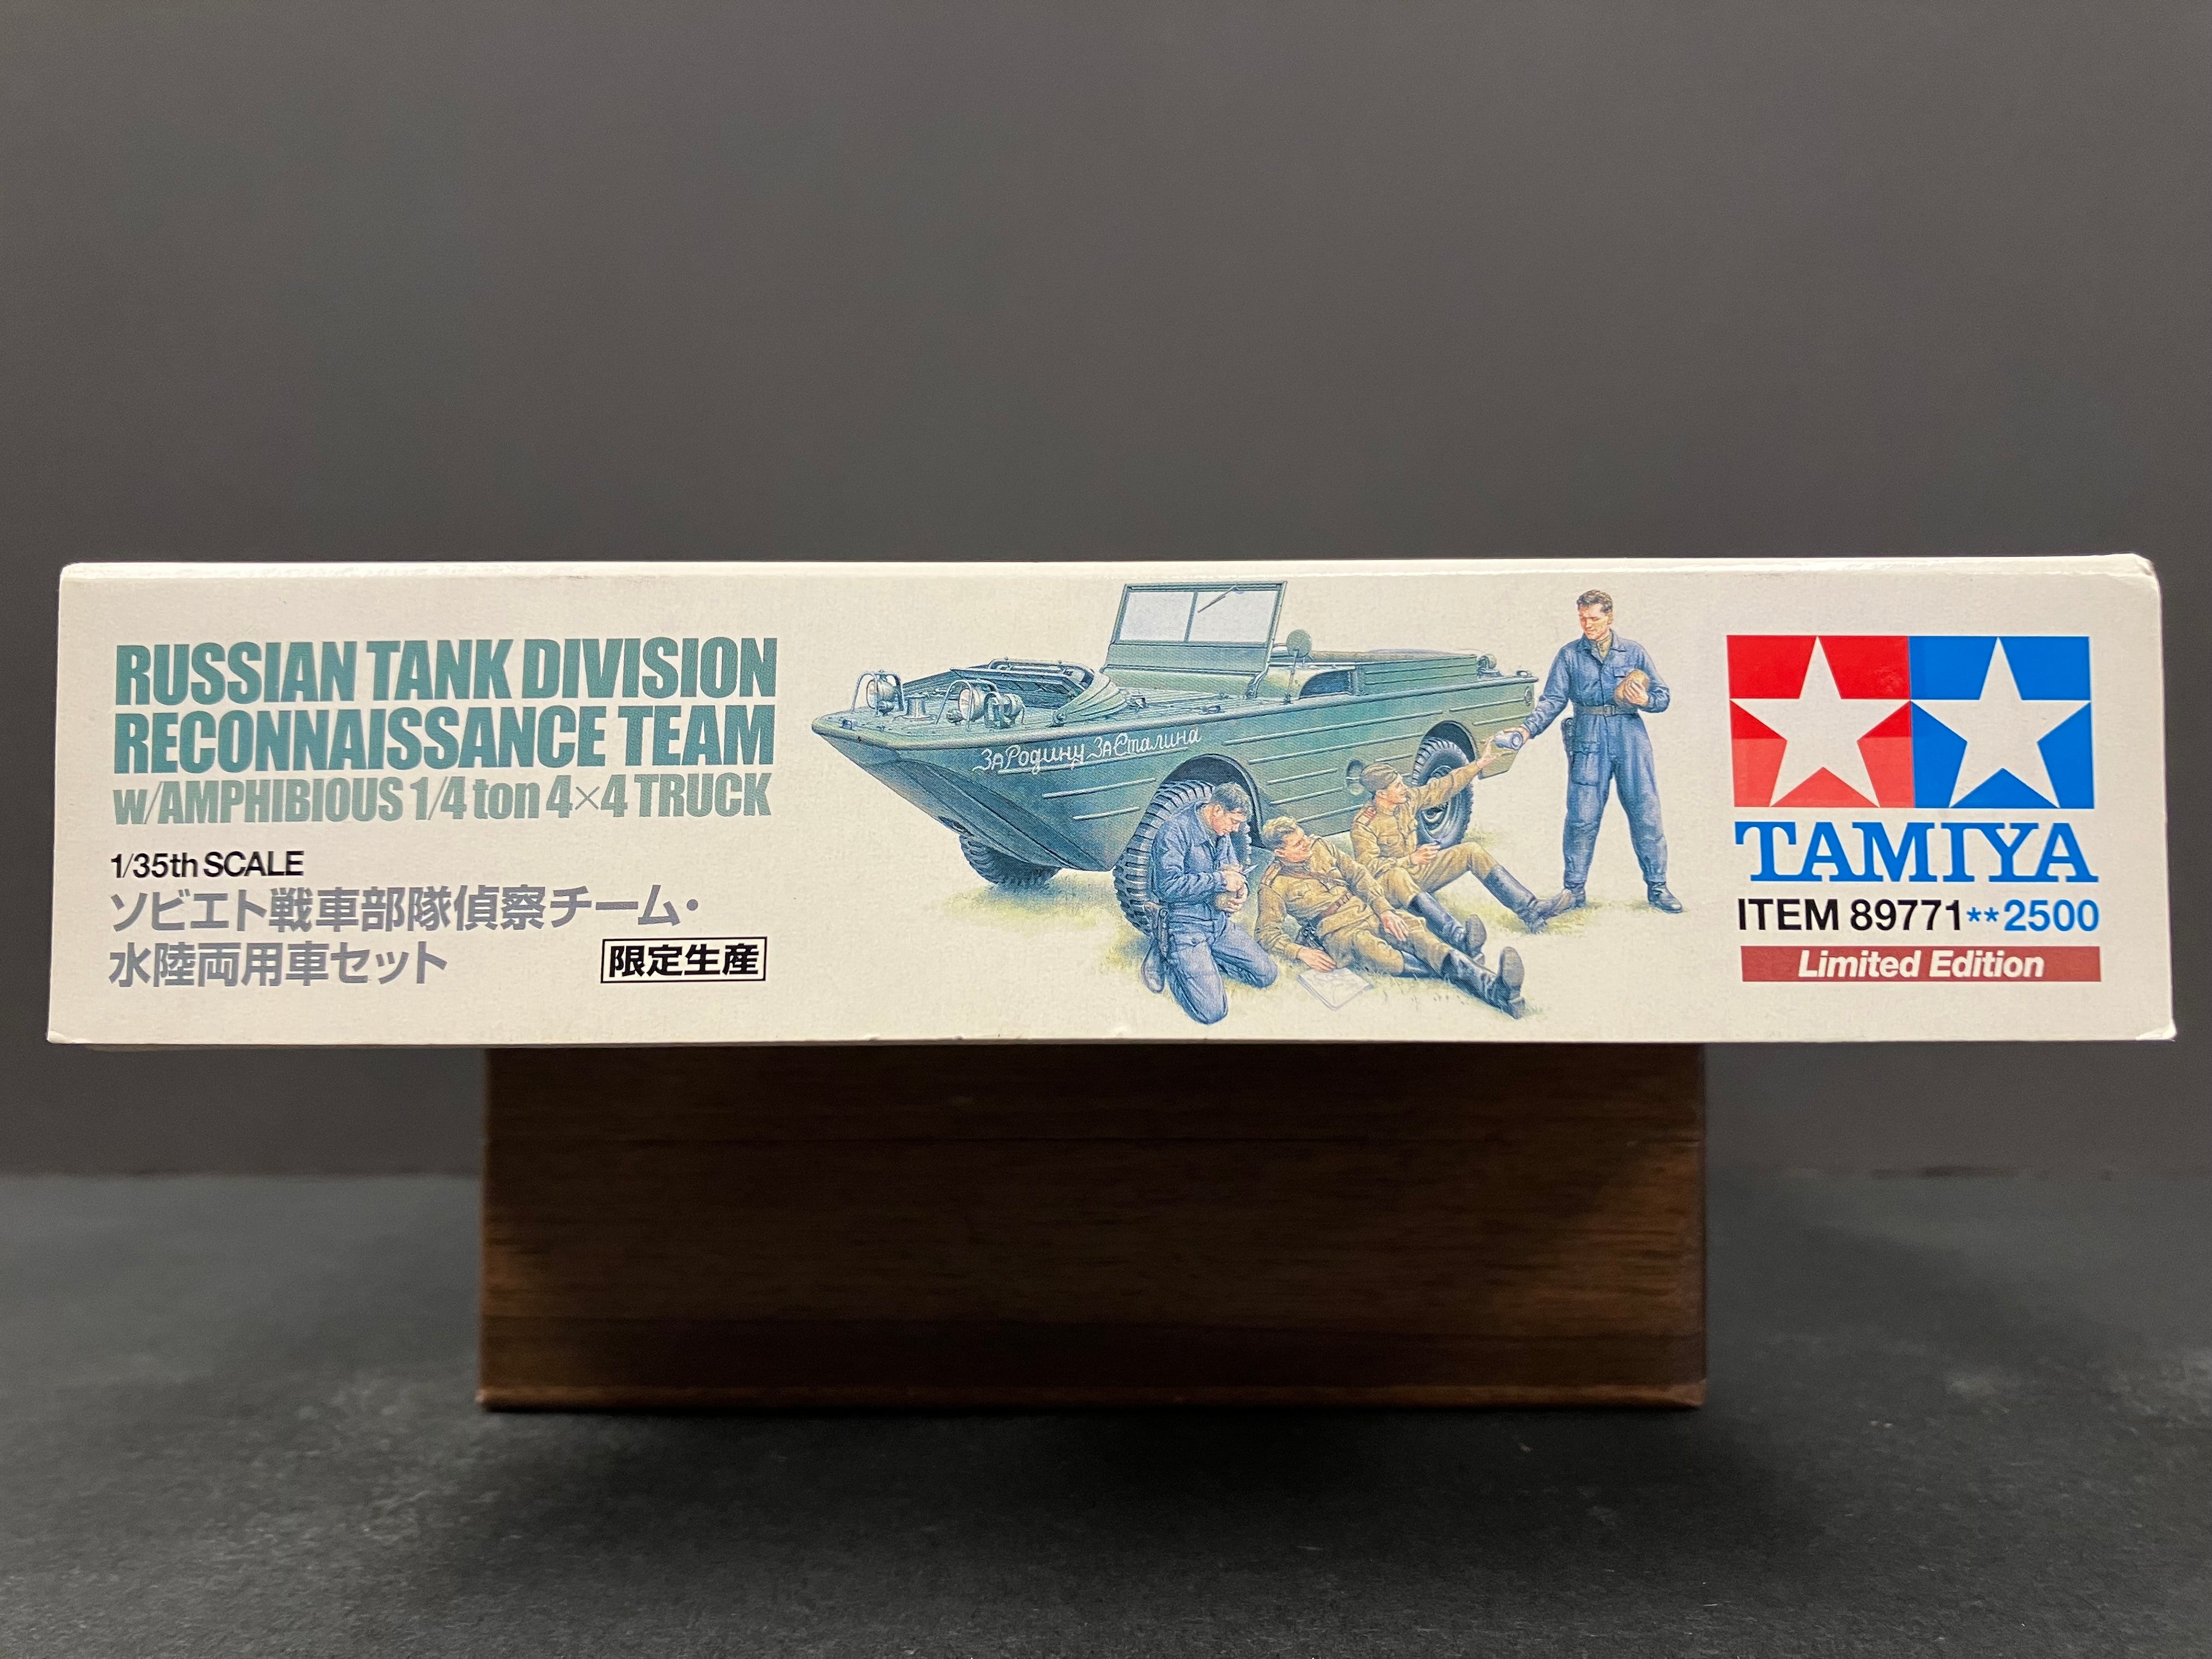 RUSSIAN TANK DIVISION
RECONNAISSANCE TEAM
w/AMPHIBIOUS 1/4 ton 4×4 TRUCK
1/35th SCALE
ソビエト戦車部隊偵察チーム・
水陸両用車セット
限定生産
За Родину За Сталина
TAMIYA
ITEM 89771**2500
Limited Edition